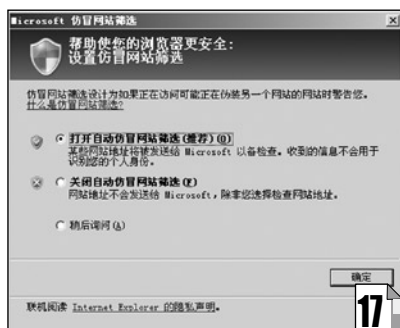 Microsoft 仿冒网站筛选
帮助使您的浏览器更安全:
设置仿冒网站筛选
仿冒网站筛选设计为如果正在访问可能正在伪装另一个网站的网站时警告您。
什么是仿冒网站筛选?
打开自动仿冒网站筛选(推荐)(O)
某些网站地址将被发送给 Microsoft 以备检查。收到的信息不会用于
识别您的个人身份。
关闭自动仿冒网站筛选(F)
网站地址不会发送给 Microsoft,除非您选择检查网站地址。
稍后询问(A)
确定
联机阅读 Internet Explorer 的隐私声明。
17